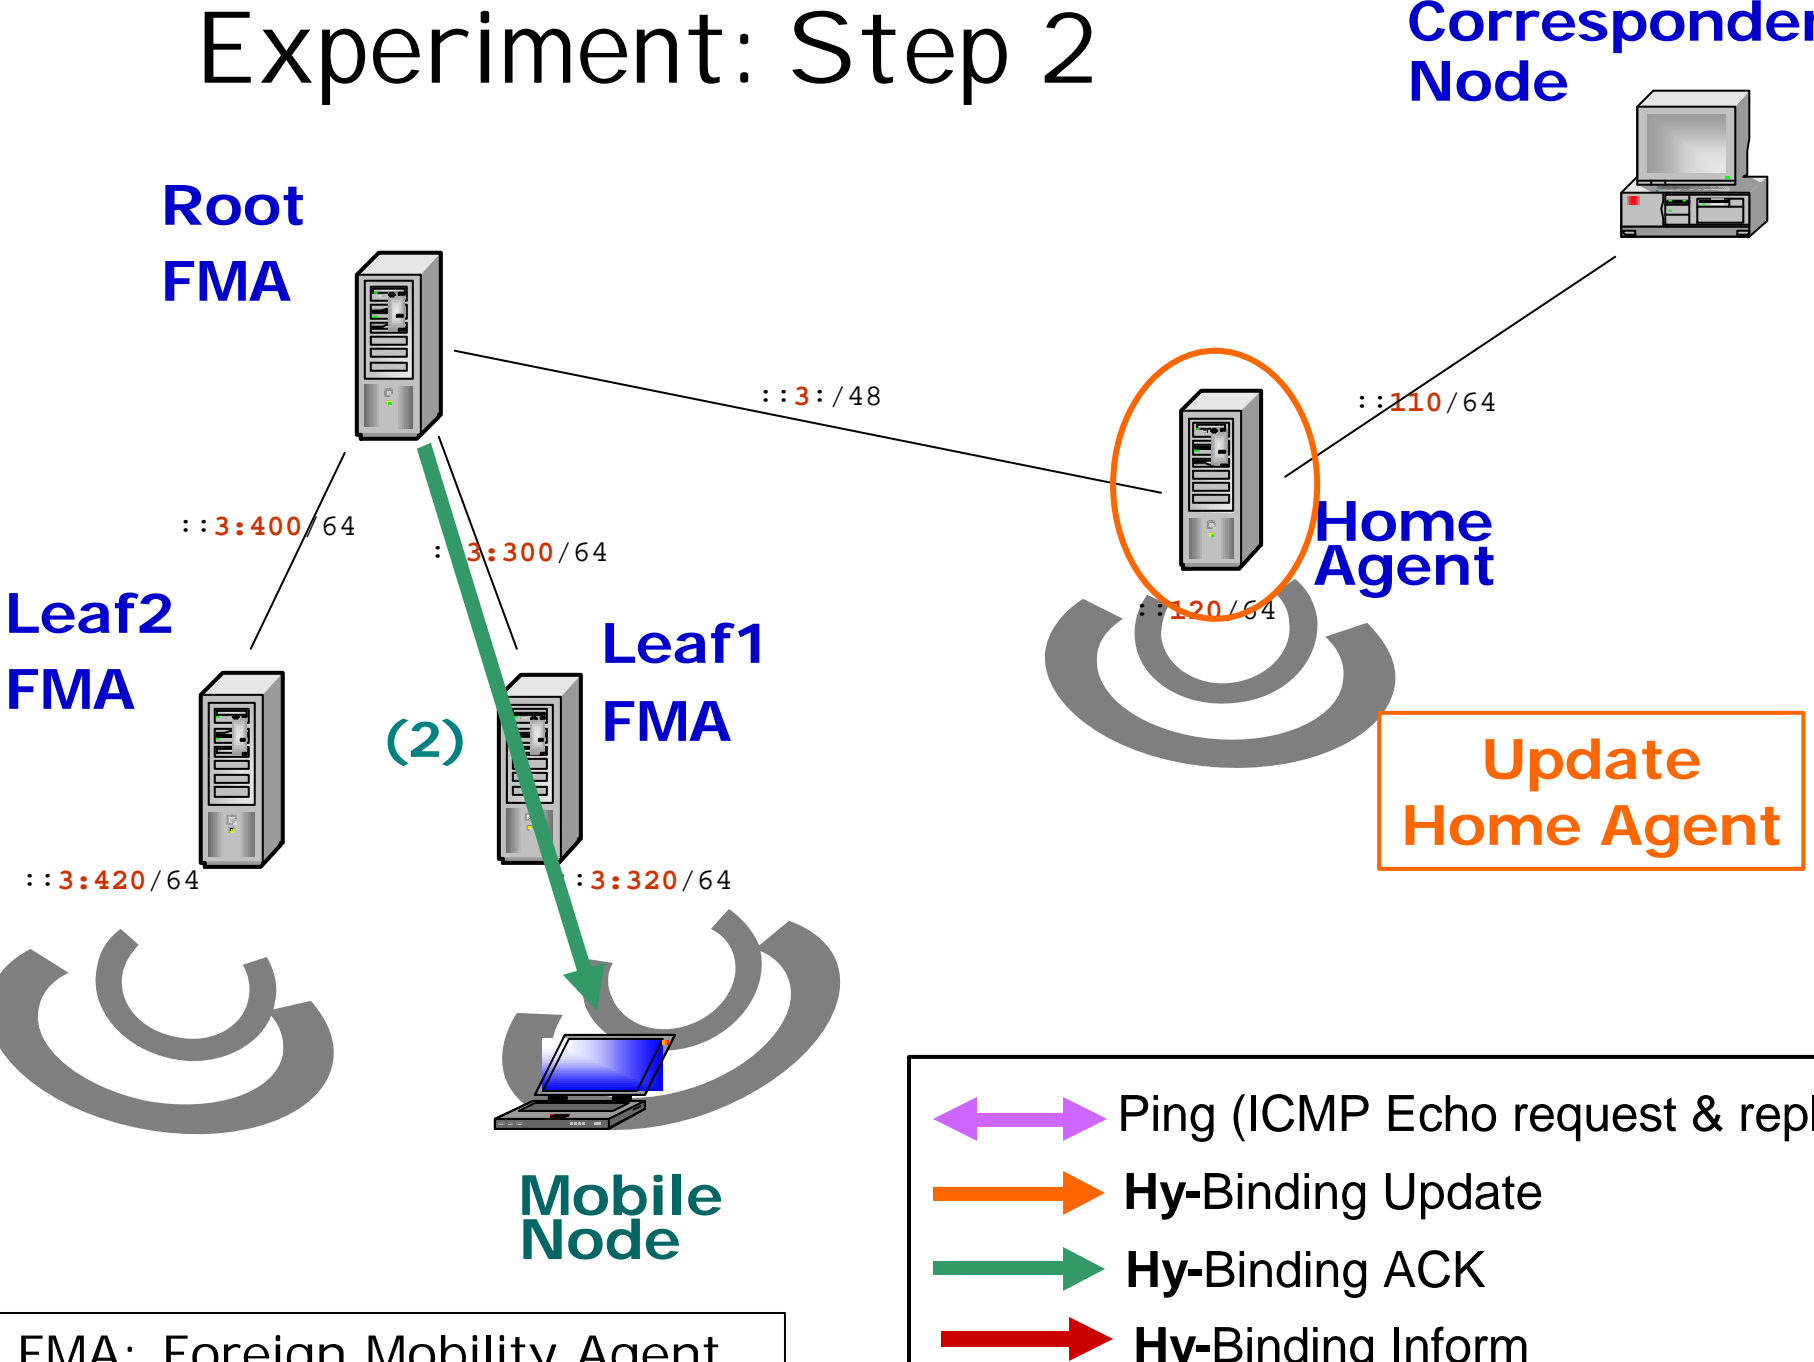 Experiment: Step 2
Node
Root
FMA
::3:/48
::110/64
::3:400/64
3:300/64
Home
Agent
::120/64
Leaf2
FMA
Leaf1
FMA
(2)
Update
Home Agent
::3:420/64
:3:320/64
Mobile
Node
Ping (ICMP Echo request &
Hy-Binding Update
Hy-Binding ACK
Hy-Binding Inform
FMA: Foreign Mobility Agent